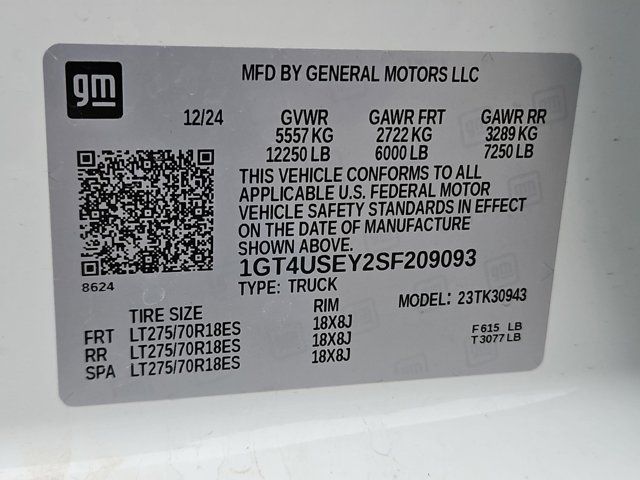 gm
MFD BY GENERAL MOTORS LLC
12/24 GVWR GAWR FRT GAWR RR
5557 KG 2722 KG 3289 KG
12250 LB 6000 LB 7250 LB
THIS VEHICLE CONFORMS TO ALL
APPLICABLE U.S. FEDERAL MOTOR
VEHICLE SAFETY STANDARDS IN EFFECT
ON THE DATE OF MANUFACTURE
SHOWN ABOVE.
8624
1GT4USEY2SF209093
TYPE: TRUCK MODEL: 23TK30943
TIRE SIZE RIM
FRT LT275/70R18ES 18X8J F 615 LB
RR LT275/70R18ES 18X8J T 3077 LB
SPA LT275/70R18ES 18X8J